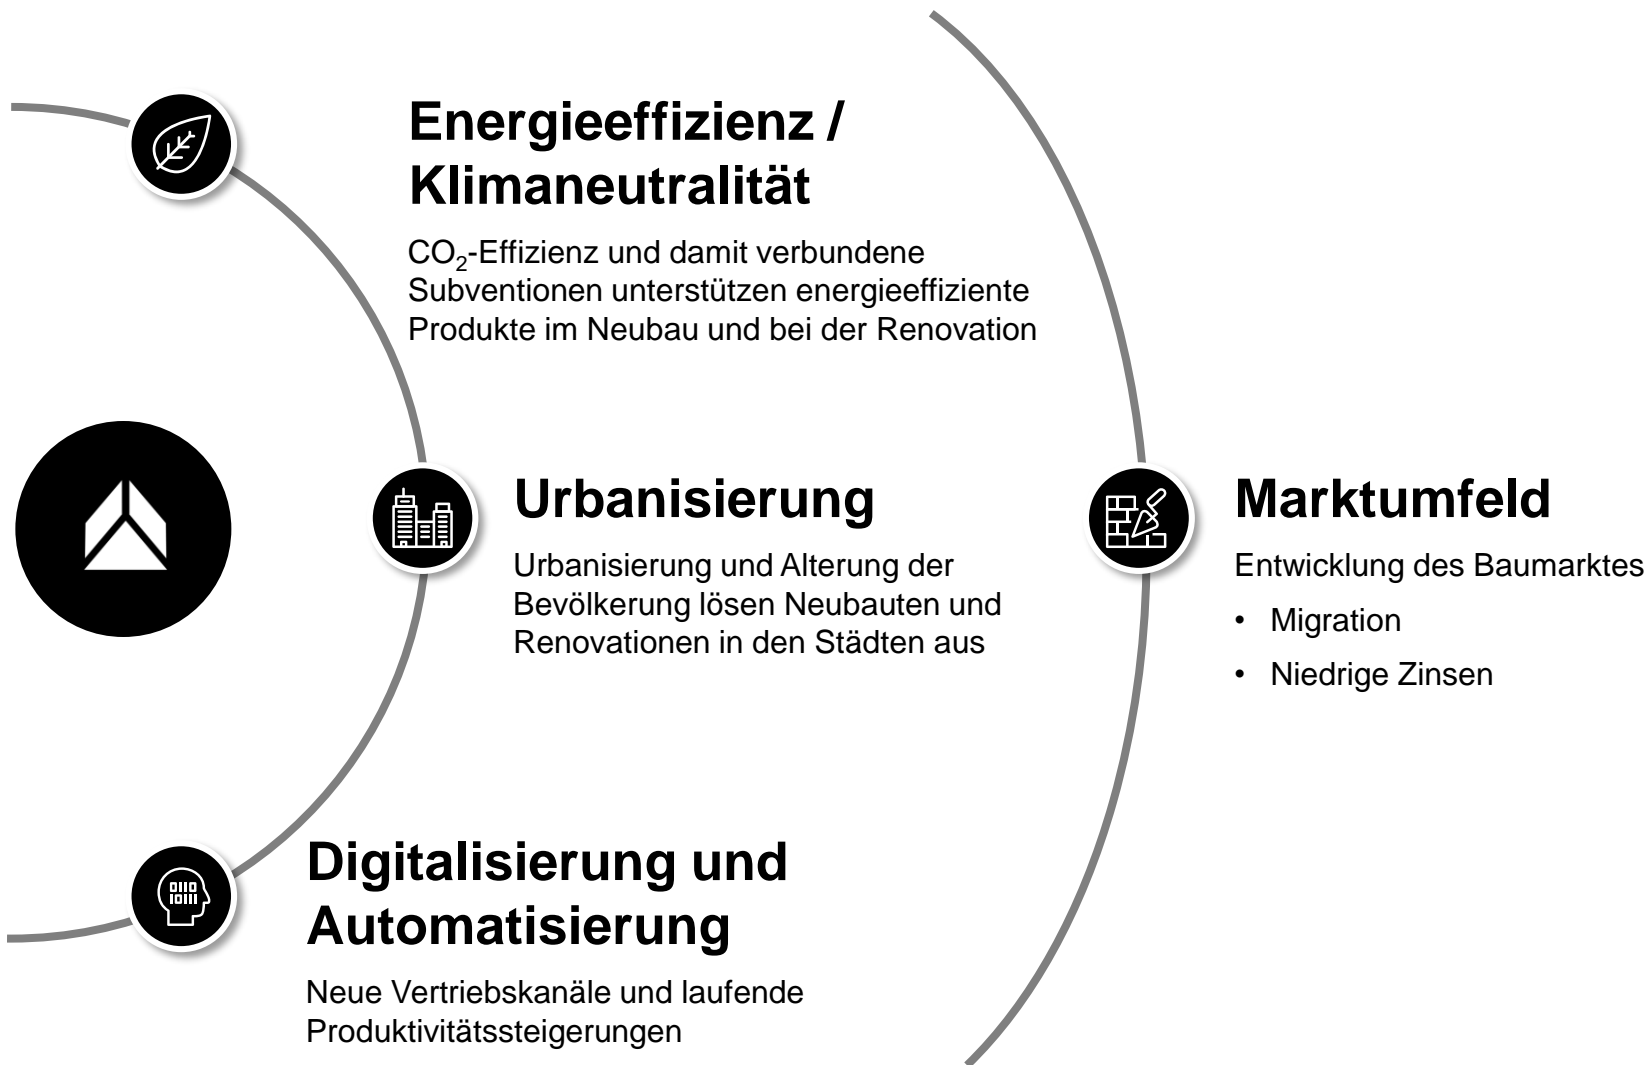 Energieeffizienz /
Klimaneutralität
CO₂-Effizienz und damit verbundene
Subventionen unterstützen energieeffiziente
Produkte im Neubau und bei der Renovation
Urbanisierung
Urbanisierung und Alterung der
Bevölkerung lösen Neubauten und
Renovationen in den Städten aus
Marktumfeld
Entwicklung des Baumarktes
• Migration
• Niedrige Zinsen
0110
10111
Digitalisierung und
Automatisierung
Neue Vertriebskanäle und laufende
Produktivitätssteigerungen